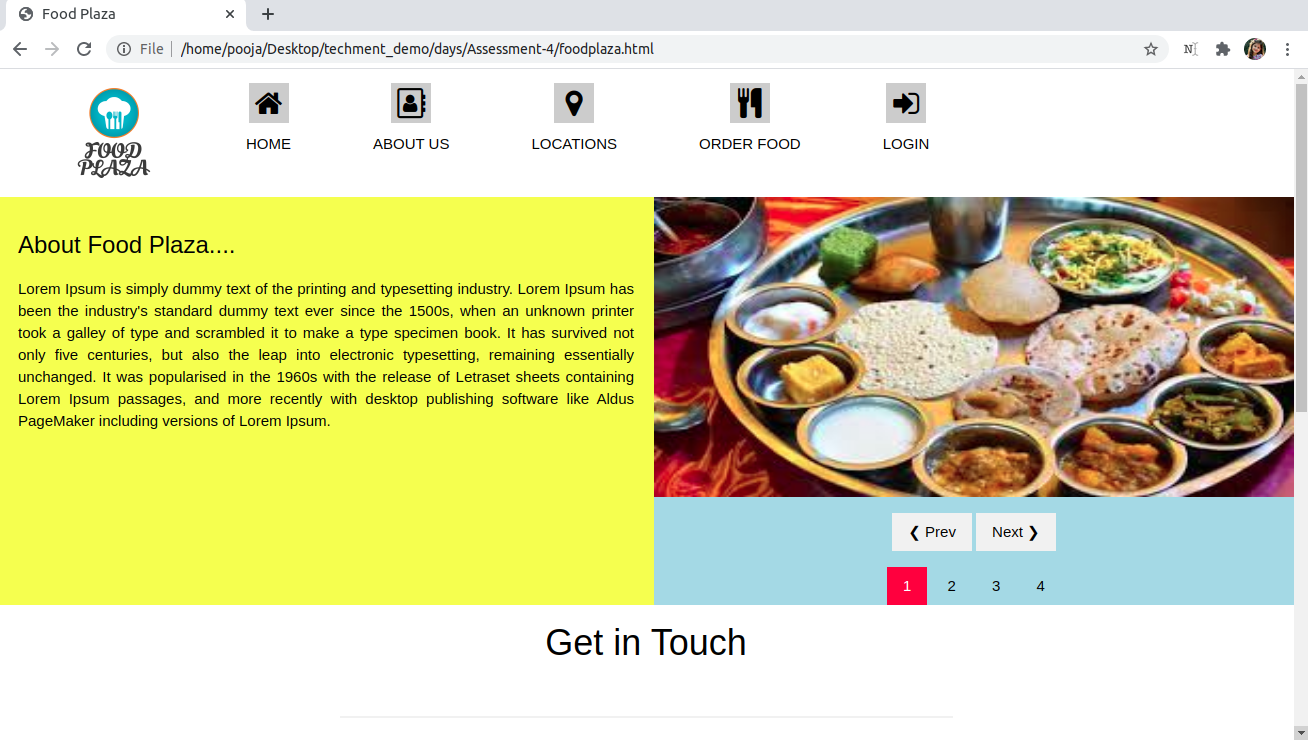 Food Plaza
File | /home/pooja/Desktop/techment_demo/days/Assessment-4/foodplaza.html
FOOD
PLAZA
HOME
ABOUT US
LOCATIONS
ORDER FOOD
LOGIN
About Food Plaza....
Lorem Ipsum is simply dummy text of the printing and typesetting industry. Lorem Ipsum has
been the industry's standard dummy text ever since the 1500s, when an unknown printer
took a galley of type and scrambled it to make a type specimen book. It has survived not
only five centuries, but also the leap into electronic typesetting, remaining essentially
unchanged. It was popularised in the 1960s with the release of Letraset sheets containing
Lorem Ipsum passages, and more recently with desktop publishing software like Aldus
PageMaker including versions of Lorem Ipsum.
❮ Prev Next ❯
1 2 3 4
Get in Touch